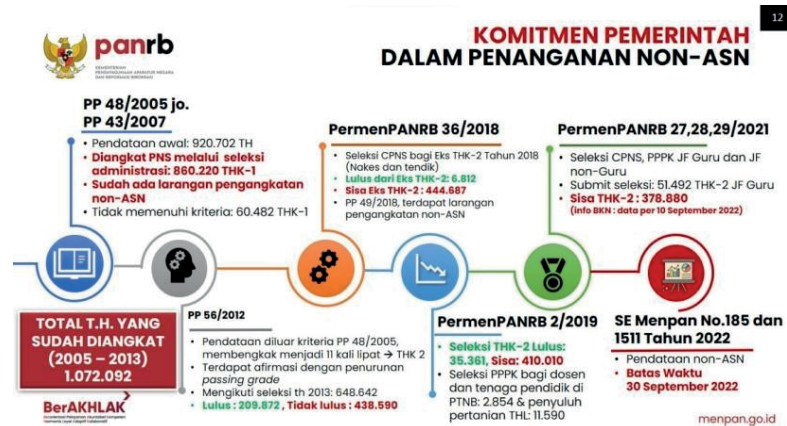 12
panrb
KEMENTERIAN
PENDAYAGUNAAN APARATUR NEGARA
DAN REFORMASI BIROKRASI
KOMITMEN PEMERINTAH
DALAM PENANGANAN NON-ASN
PP 48/2005 jo.
PP 43/2007
• Pendataan awal: 920.702 TH
• Diangkat PNS melalui seleksi
administrasi: 860.220 THK-1
• Sudah ada larangan pengangkatan
non-ASN
• Tidak memenuhi kriteria: 60.482 THK-1
PermenPANRB 36/2018
• Seleksi CPNS bagi Eks THK-2 Tahun 2018
(Nakes dan tendik)
• Lulus dari Eks THK-2: 6.812
• Sisa Eks THK-2 : 444.687
• PP 49/2018, terdapat larangan
pengangkatan non-ASN
PermenPANRB 27,28,29/2021
• Seleksi CPNS, PPPK JF Guru dan JF
non-Guru
• Submit seleksi: 51.492 THK-2 JF Guru
• Sisa THK-2 : 378.880
(info BKN : data per 10 September 2022)
TOTAL T.H. YANG
SUDAH DIANGKAT
(2005 – 2013)
1.072.092
PP 56/2012
• Pendataan diluar kriteria PP 48/2005,
membengkak menjadi 11 kali lipat → THK 2
• Terdapat afirmasi dengan penurunan
passing grade
• Mengikuti seleksi th 2013: 648.642
• Lulus : 209.872 , Tidak lulus : 438.590
PermenPANRB 2/2019
• Seleksi THK-2 Lulus:
35.361, Sisa: 410.010
• Seleksi PPPK bagi dosen
dan tenaga pendidik di
PTNB: 2.854 & penyuluh
pertanian THL: 11.590
SE Menpan No.185 dan
1511 Tahun 2022
• Pendataan non-ASN
• Batas Waktu
30 September 2022
BerAKHLAK
menpan.go.id